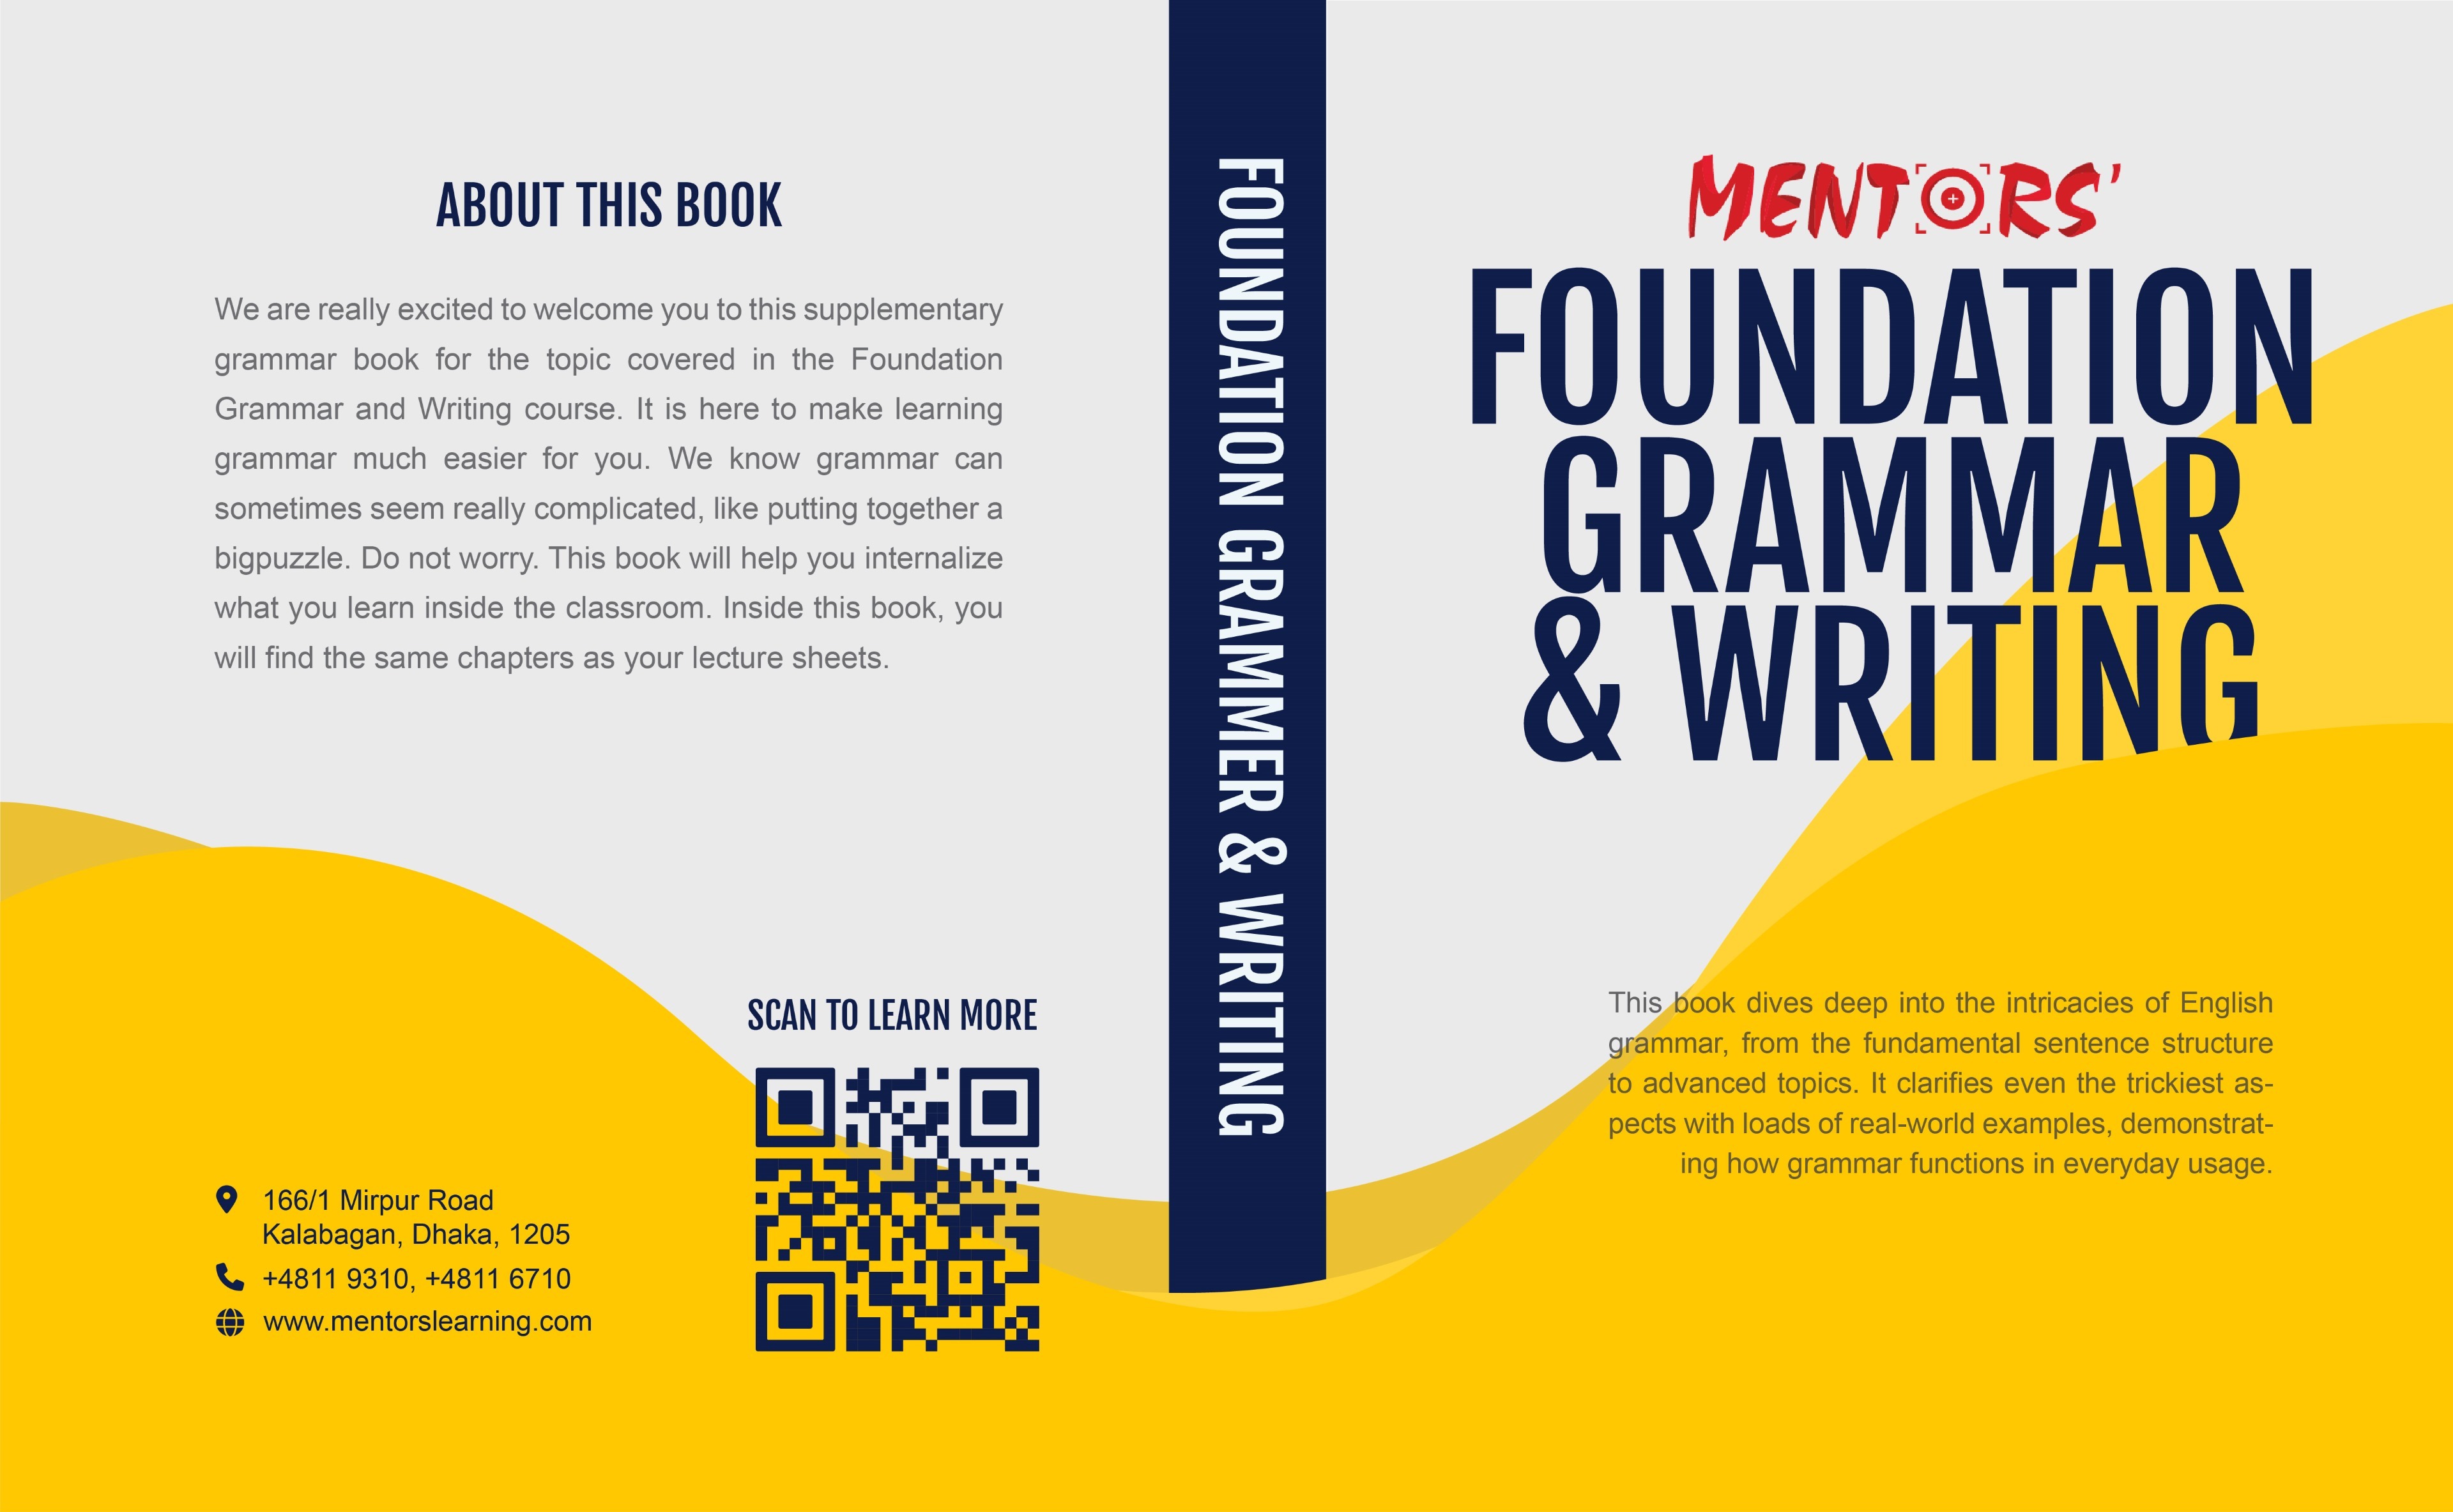 ABOUT THIS BOOK
We are really excited to welcome you to this supplementary
grammar book for the topic covered in the Foundation
Grammar and Writing course. It is here to make learning
grammar much easier for you. We know grammar can
sometimes seem really complicated, like putting together a
bigpuzzle. Do not worry. This book will help you internalize
what you learn inside the classroom. Inside this book, you
will find the same chapters as your lecture sheets.
SCAN TO LEARN MORE
166/1 Mirpur Road
Kalabagan, Dhaka, 1205
+4811 9310, +4811 6710
www.mentorslearning.com
FOUNDATION GRAMMER & WRITING
MENTORS'
FOUNDATION
GRAMMAR
& WRITING
This book dives deep into the intricacies of English
grammar, from the fundamental sentence structure
to advanced topics. It clarifies even the trickiest as-
pects with loads of real-world examples, demonstrat-
ing how grammar functions in everyday usage.